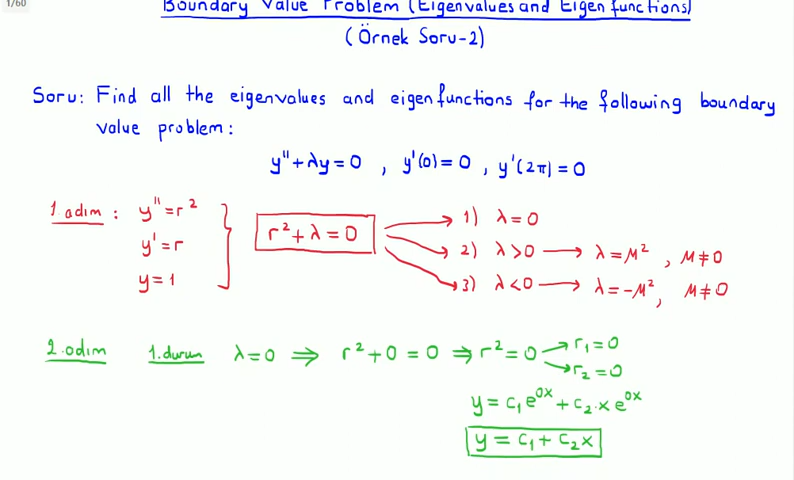 1/60
Boundary Value Problem (Eigenvalues and Eigen functions)
(Örnek Soru-2)
Soru: Find all the eigenvalues and eigenfunctions for the following boundary
value problem:
y''+λy=0 , y'(0)=0 , y'(2π)=0
1 adım : y''=r²
y'=r
y=1
r²+λ=0
1) λ=0
2) λ>0 → λ=M² , M≠0
3) λ<0 → λ=-M² , M≠0
2.adım 1.durum λ=0 ⇒ r²+0=0 ⇒ r²=0 → r₁=0
→ r₂=0
y=c₁e^0x+c₂.xe^0x
y=c₁+c₂x